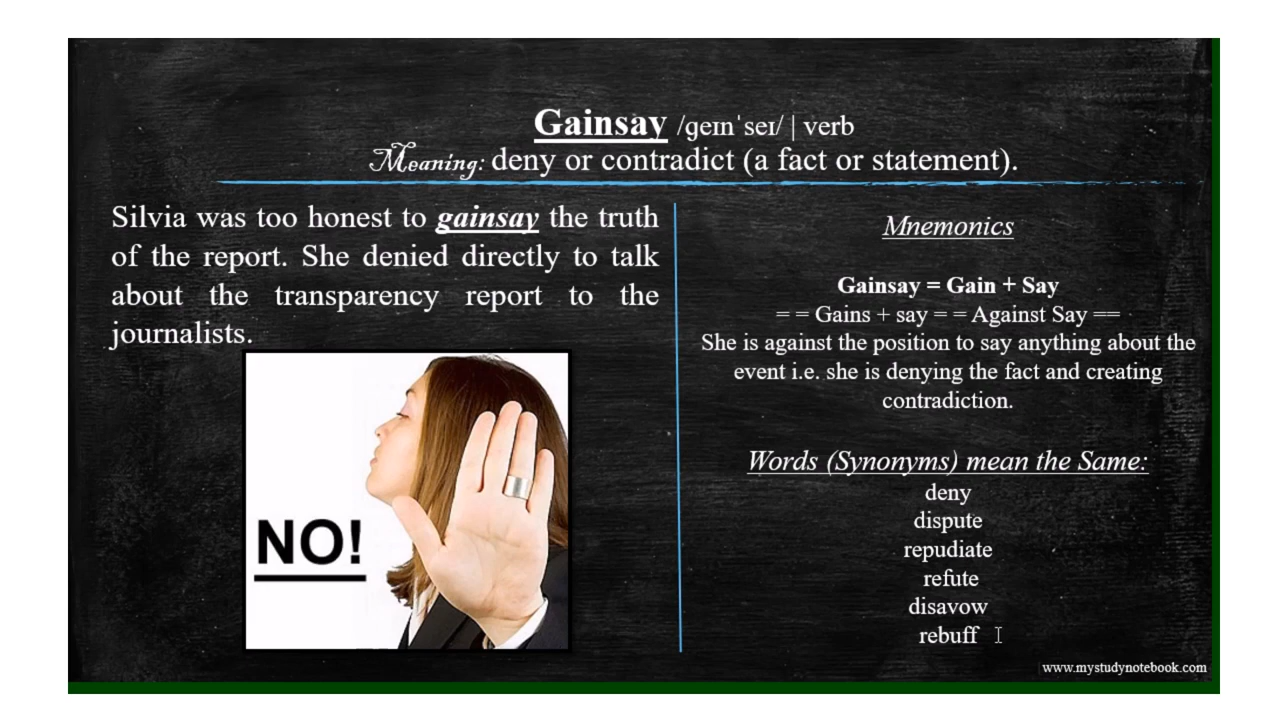 Gainsay /ɡeɪnˈseɪ/ | verb
Meaning: deny or contradict (a fact or statement).
Silvia was too honest to gainsay the truth
of the report. She denied directly to talk
about the transparency report to the
journalists.
NO!
Mnemonics
Gainsay = Gain + Say
= = Gains + say = = Against Say ==
She is against the position to say anything about the
event i.e. she is denying the fact and creating
contradiction.
Words (Synonyms) mean the Same:
deny
dispute
repudiate
refute
disavow
rebuff
www.mystudynotebook.com